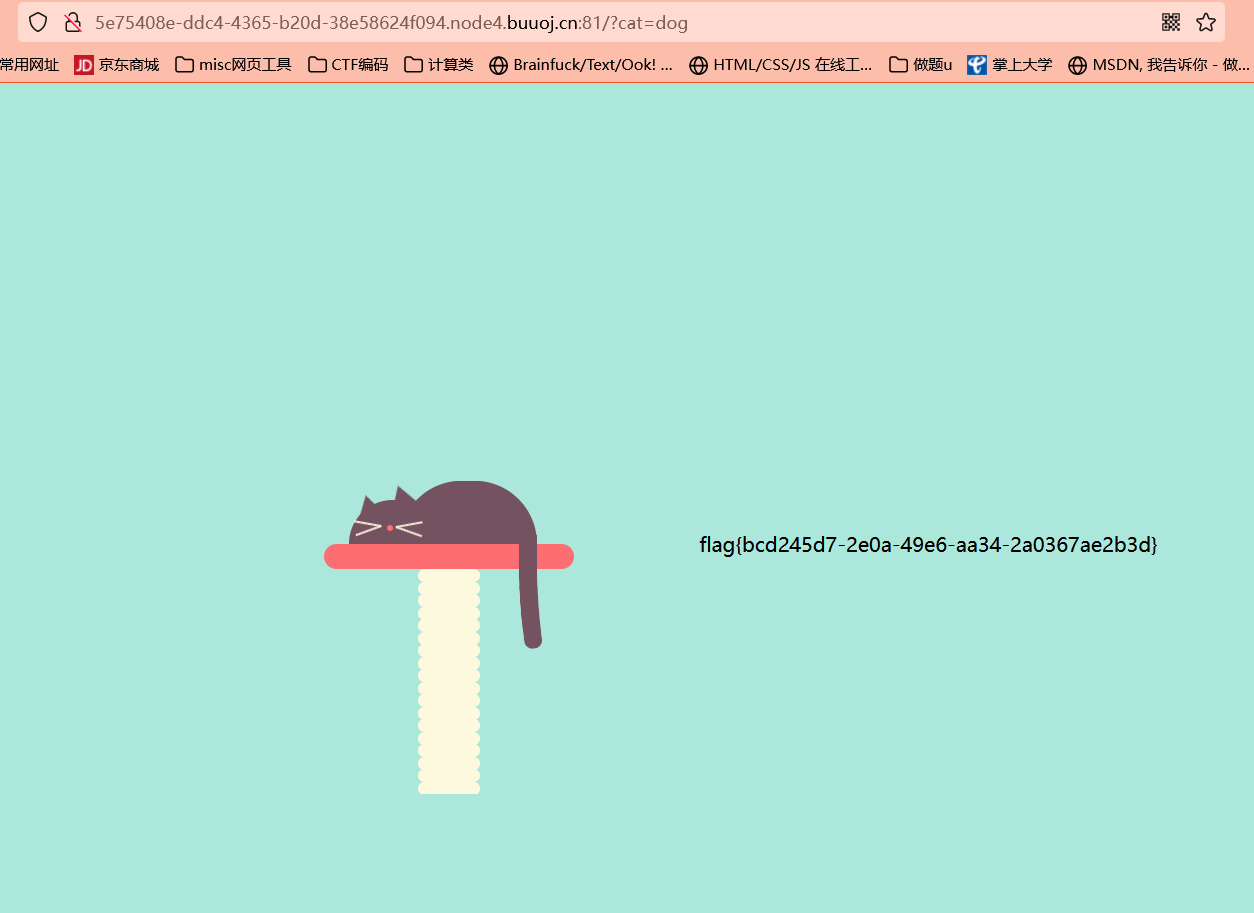 5e75408e-ddc4-4365-b20d-38e58624f094.node4.buuoj.cn:81/?cat=dog
常用网址 JD 京东商城 misc网页工具 CTF编码 计算类 Brainfuck/Text/Ook! ... HTML/CSS/JS 在线工... 做题u 掌上大学 MSDN, 我告诉你 - 做...
flag{bcd245d7-2e0a-49e6-aa34-2a0367ae2b3d}